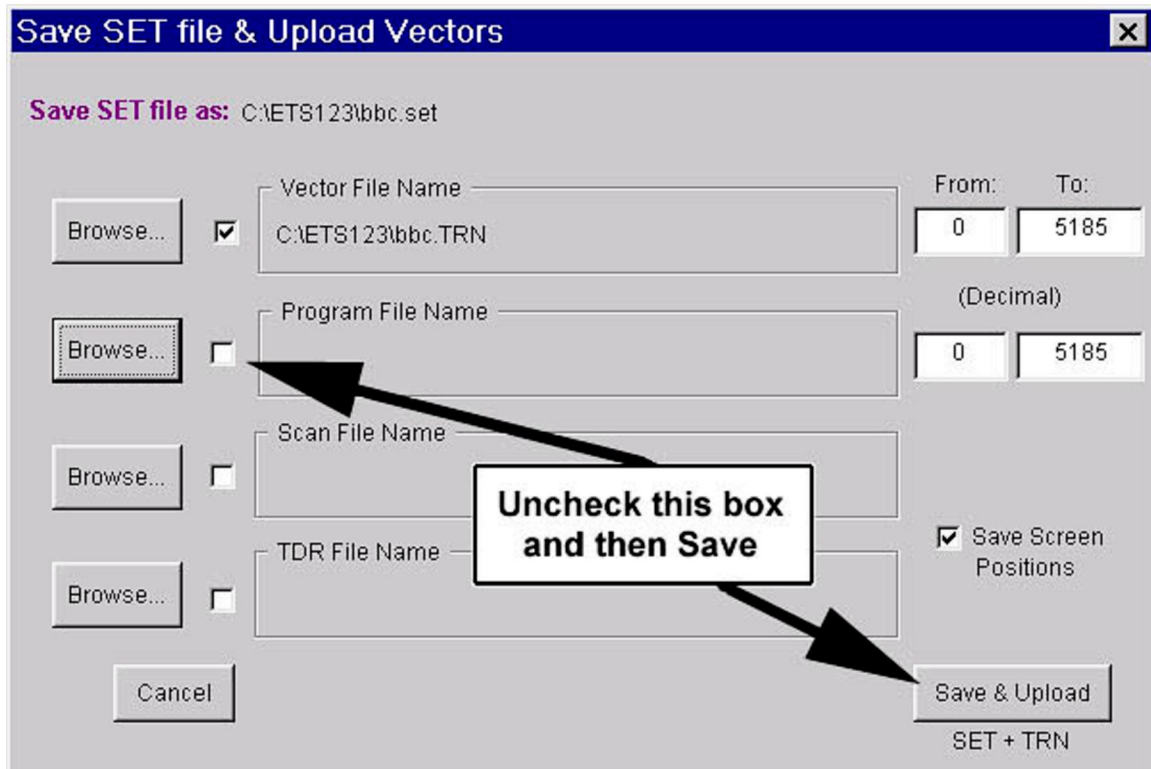 Save SET file & Upload Vectors
Save SET file as: C:\ETS123\bbc.set
Vector File Name
From: To:
Browse...
C:\ETS123\bbc.TRN
0 5185
(Decimal)
Program File Name
Browse...
0 5185
Scan File Name
Browse...
Uncheck this box
and then Save
TDR File Name
Browse...
Save Screen
Positions
Cancel
Save & Upload
SET + TRN